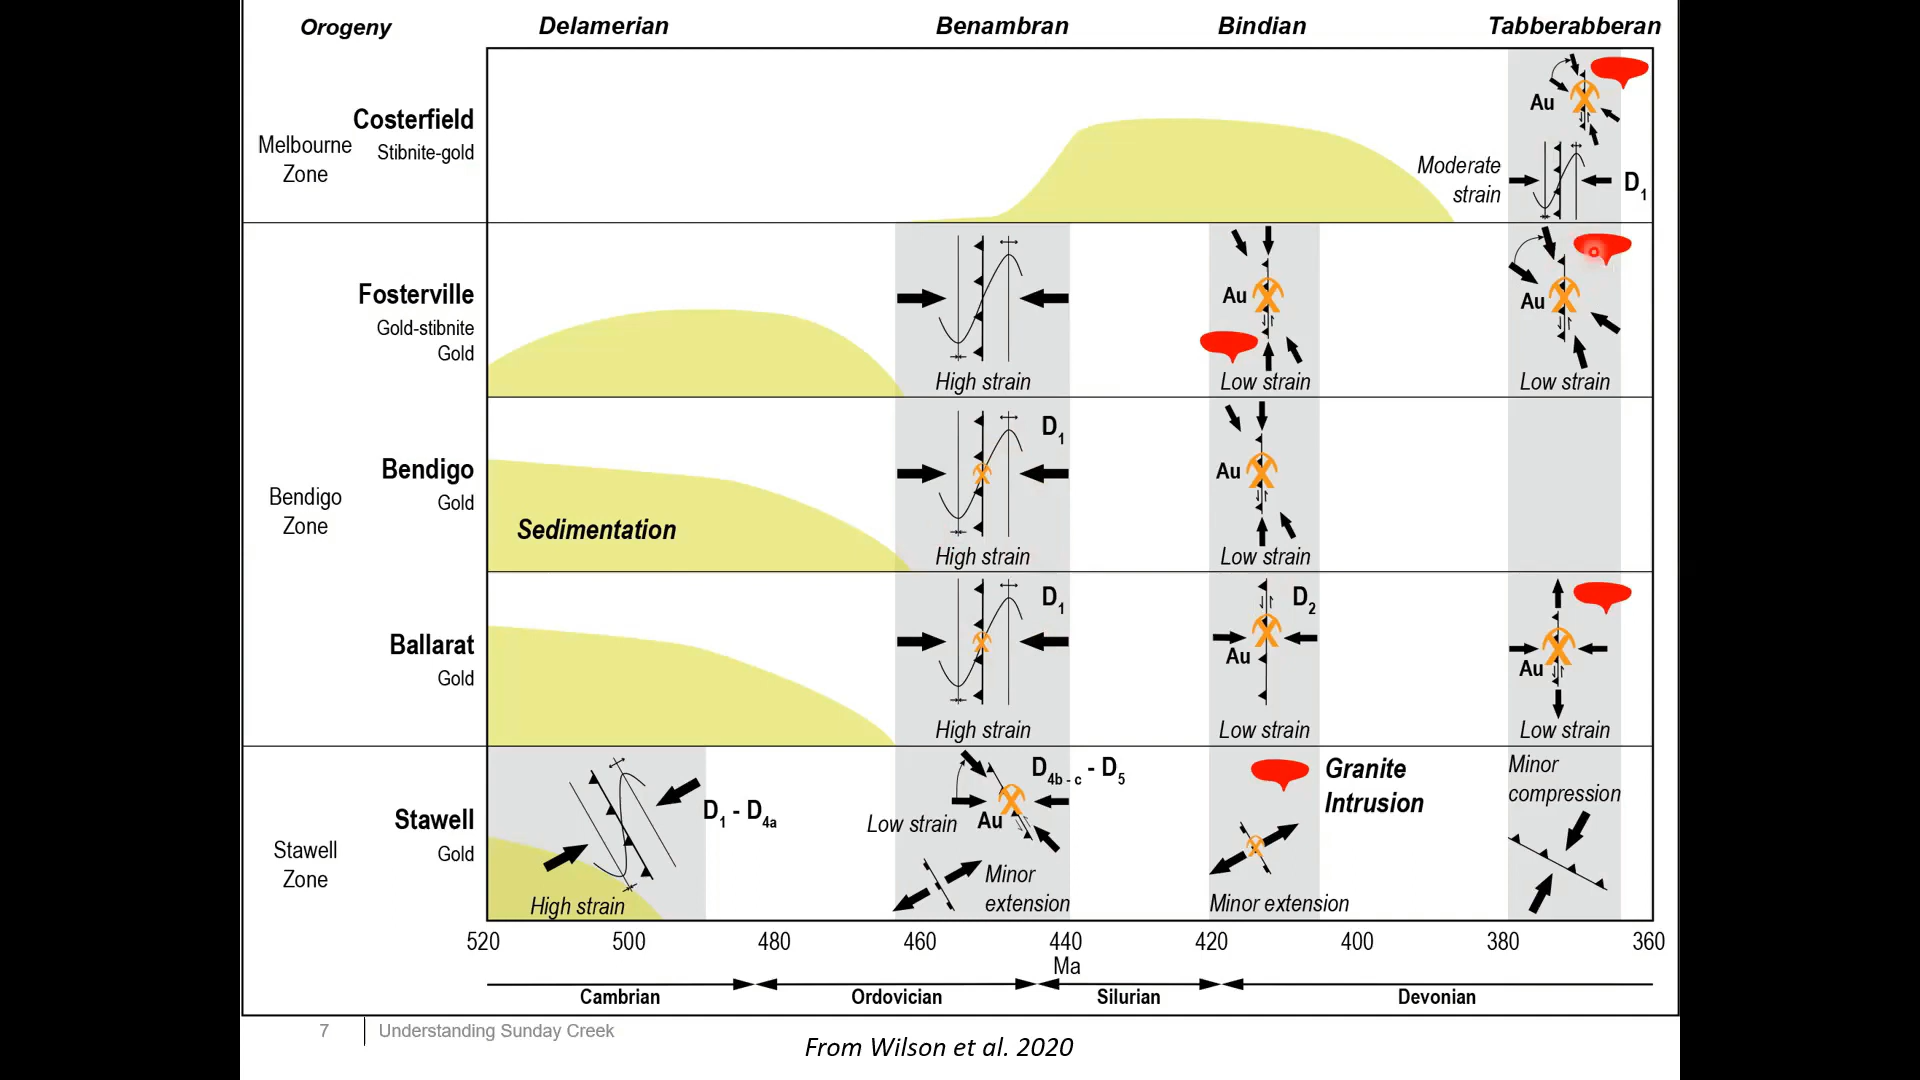 Orogeny Delamerian Benambran Bindian Tabberabberan
Melbourne Zone
Costerfield
Stibnite-gold
Au
Moderate strain
D1
Fosterville
Gold-stibnite
Gold
High strain
Au
Low strain
Au
Low strain
Bendigo Zone
Bendigo
Gold
Sedimentation
D1
High strain
Au
Low strain
Ballarat
Gold
D1
High strain
D2
Au
Low strain
Au
Low strain
Stawell Zone
Stawell
Gold
D1 - D4a
High strain
D4b - c - D5
Low strain
Au
Minor extension
Granite Intrusion
Minor extension
Minor compression
520 500 480 460 440 420 400 380 360
Ma
Cambrian Ordovician Silurian Devonian
7 Understanding Sunday Creek
From Wilson et al. 2020